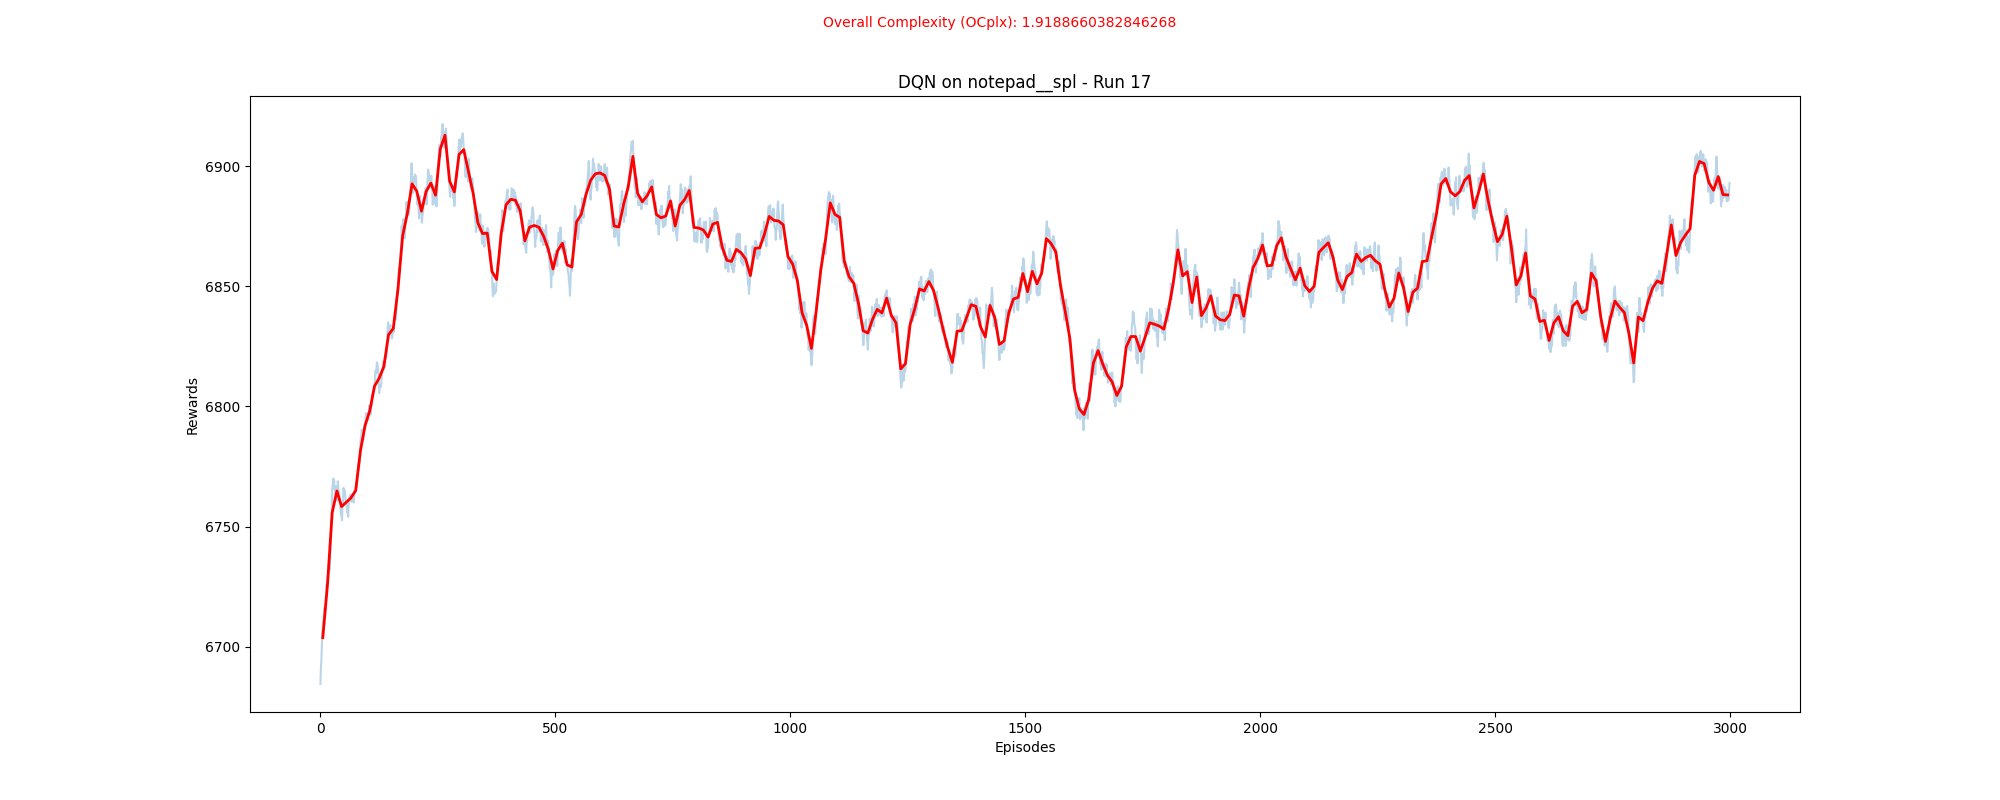 Overall Complexity (OCplx): 1.9188660382846268
DQN on notepad__spl - Run 17
6900
6850
6800
6750
6700
Rewards
0 500 1000 1500 2000 2500 3000
Episodes